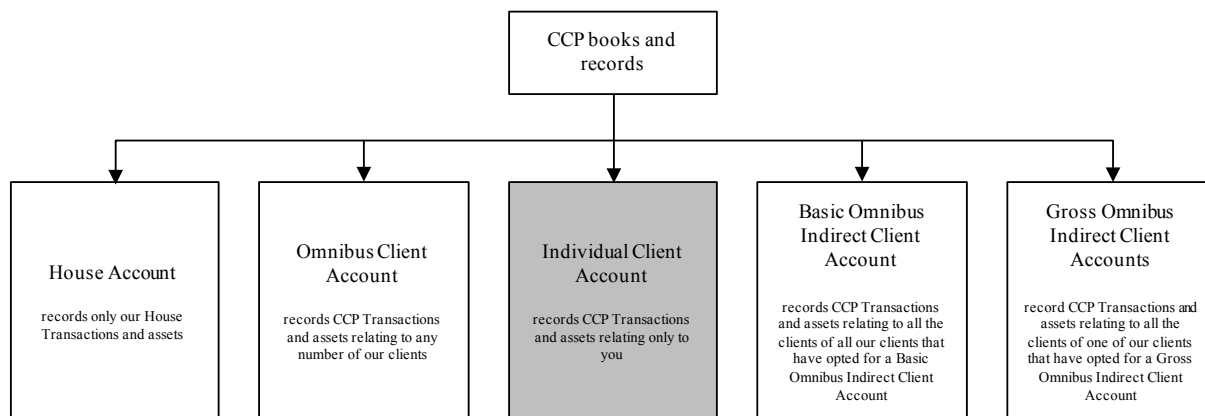 CCP books and
records
House Account
records only our House
Transactions and assets
Omnibus Client
Account
records CCP Transactions
and assets relating to any
number of our clients
Individual Client
Account
records CCP Transactions
and assets relating only to
you
Basic Omnibus
Indirect Client
Account
records CCP Transactions
and assets relating to all the
clients of all our clients that
have opted for a Basic
Omnibus Indirect Client
Account
Gross Omnibus
Indirect Client
Accounts
record CCP Transactions and
assets relating to all the
clients of one of our clients
that have opted for a Gross
Omnibus Indirect Client
Account